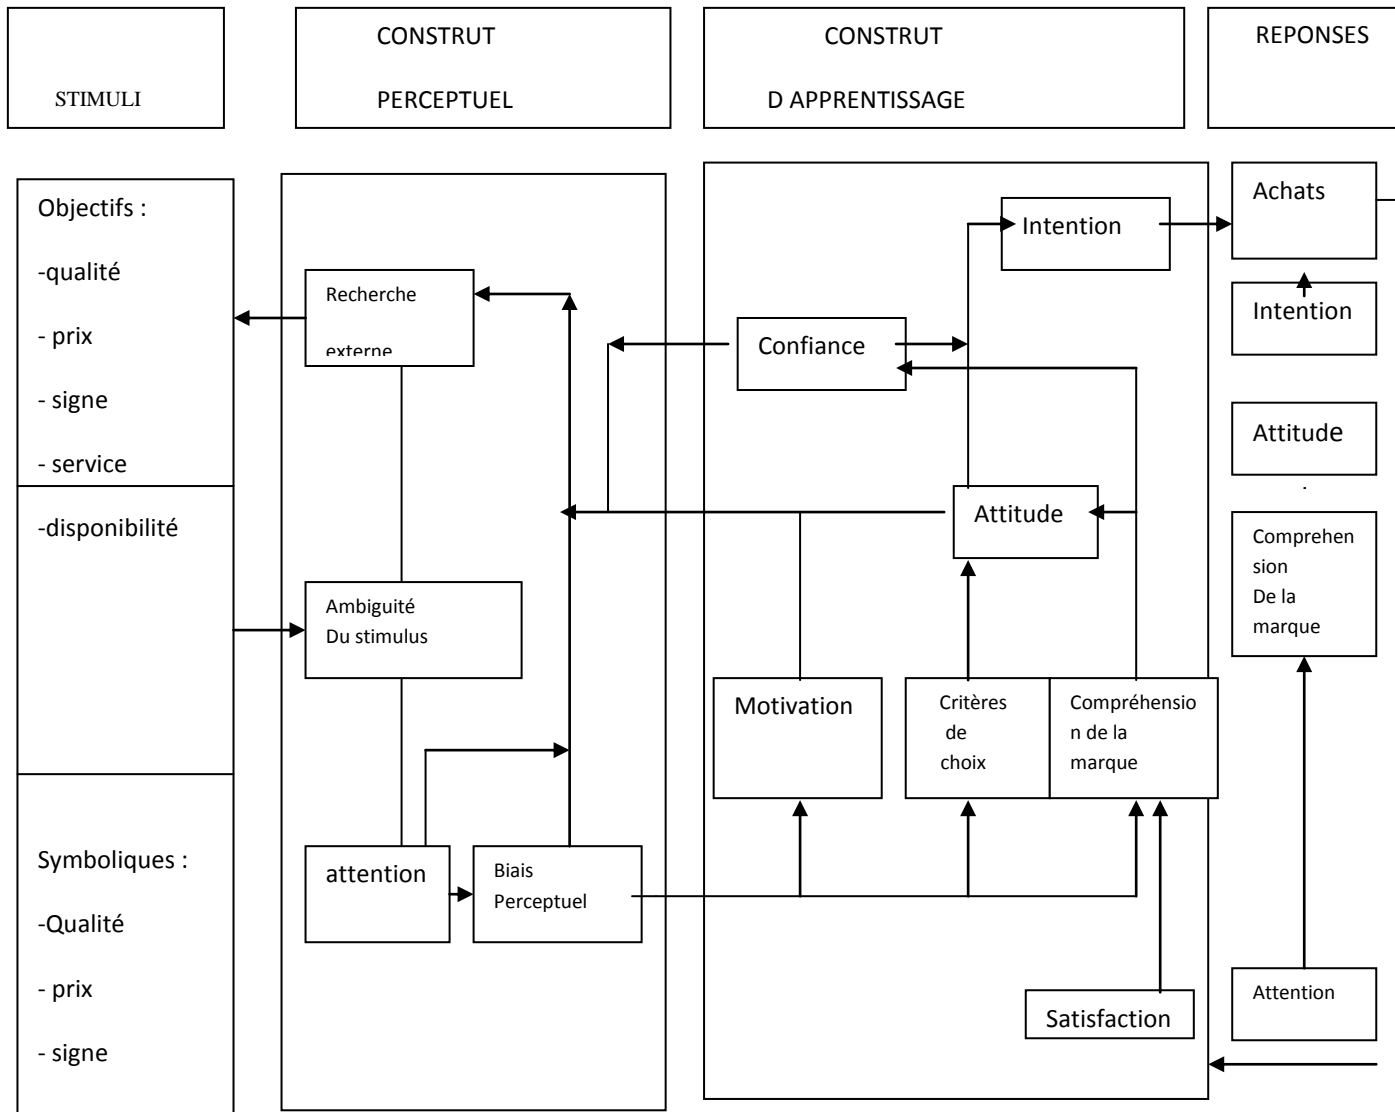 STIMULI
CONSTRUT
PERCEPTUEL
CONSTRUT
D APPRENTISSAGE
REPONSES
Objectifs :
-qualité
- prix
- signe
- service
-disponibilité
Symboliques :
-Qualité
- prix
- signe
Recherche
externe
Ambiguité
Du stimulus
attention
Biais
Perceptuel
Intention
Confiance
Attitude
Motivation
Critères
de
choix
Compréhensio
n de la
marque
Satisfaction
Achats
Intention
Attitude
.
Comprehen
sion
De la
marque
Attention